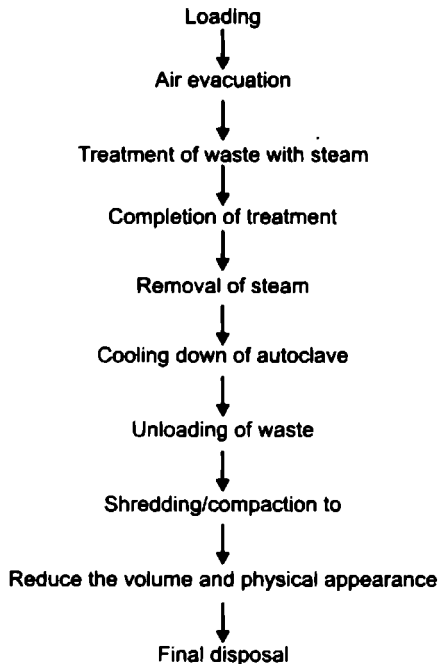 Loading
Air evacuation
Treatment of waste with steam
Completion of treatment
Removal of steam
Cooling down of autoclave
Unloading of waste
Shredding/compaction to
Reduce the volume and physical appearance
Final disposal